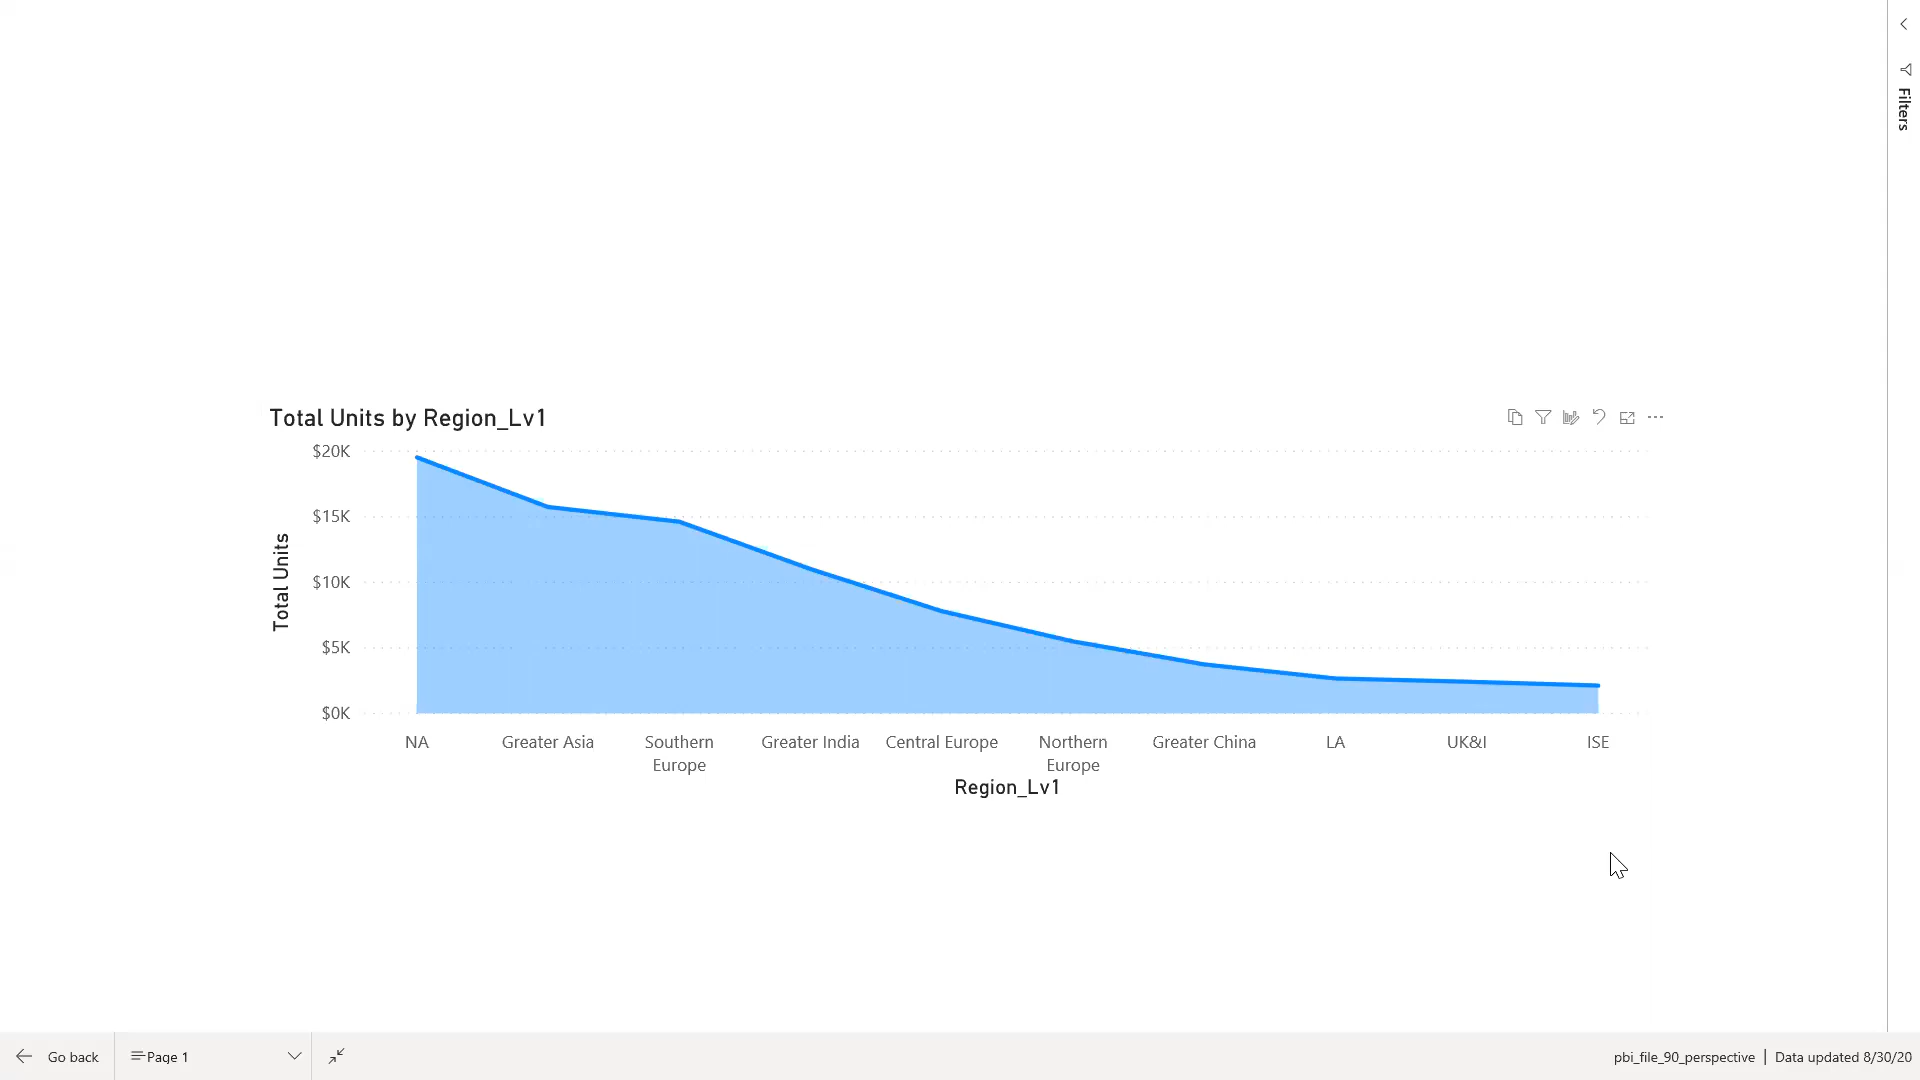 Filters
Total Units by Region_Lv1
$20K
$15K
$10K
$5K
$0K
Total Units
NA
Greater Asia
Southern
Europe
Greater India
Central Europe
Northern
Europe
Greater China
LA
UK&I
ISE
Region_Lv1
Go back
Page 1
pbi_file_90_perspective | Data updated 8/30/20